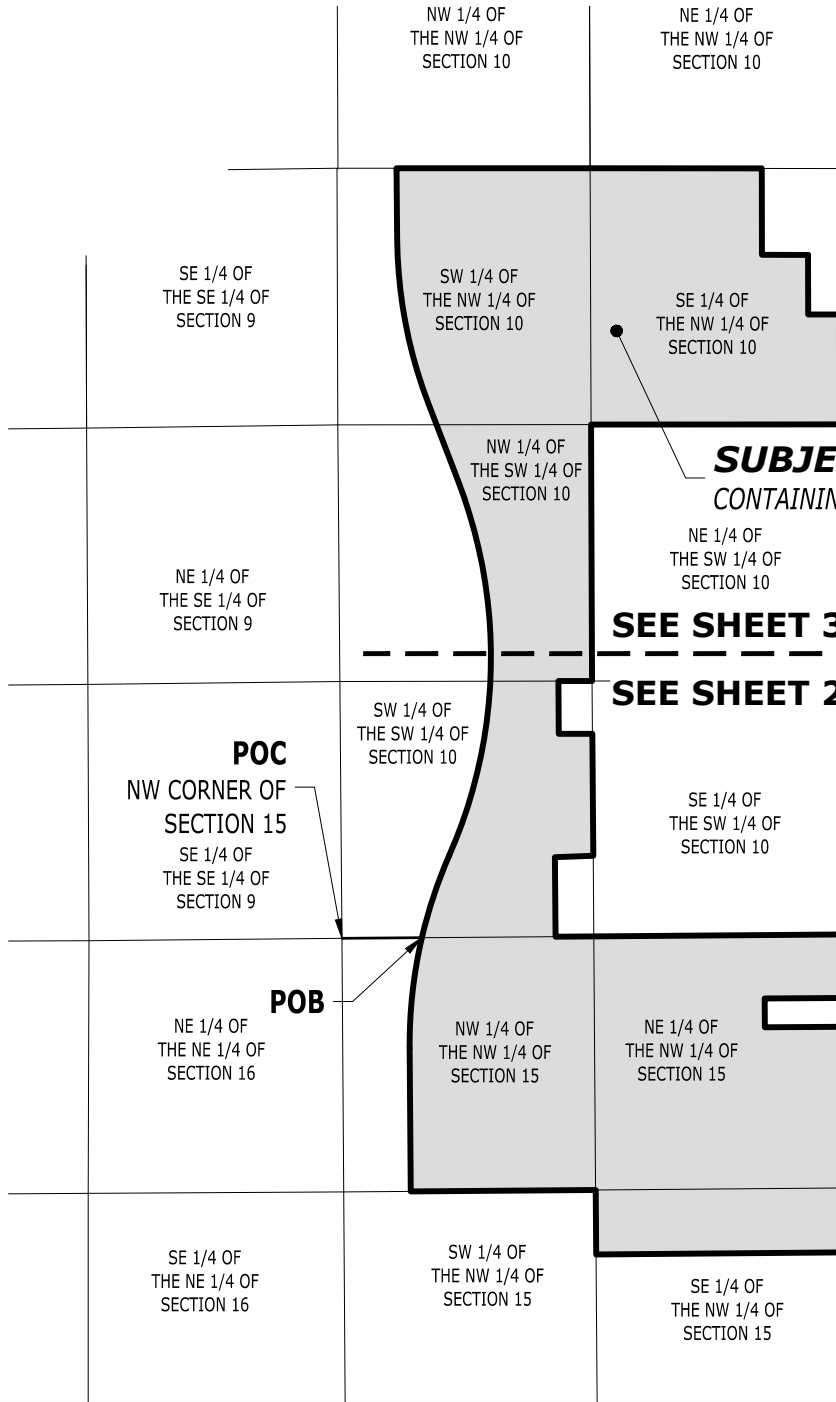 NW 1/4 OF
THE NW 1/4 OF
SECTION 10
NE 1/4 OF
THE NW 1/4 OF
SECTION 10
SE 1/4 OF
THE SE 1/4 OF
SECTION 9
SW 1/4 OF
THE NW 1/4 OF
SECTION 10
SE 1/4 OF
THE NW 1/4 OF
SECTION 10
NW 1/4 OF
THE SW 1/4 OF
SECTION 10
SUBJE
CONTAININ
NE 1/4 OF
THE SW 1/4 OF
SECTION 10
NE 1/4 OF
THE SE 1/4 OF
SECTION 9
SEE SHEET 3
SEE SHEET 2
SW 1/4 OF
THE SW 1/4 OF
SECTION 10
POC
NW CORNER OF
SECTION 15
SE 1/4 OF
THE SE 1/4 OF
SECTION 9
SE 1/4 OF
THE SW 1/4 OF
SECTION 10
POB
NE 1/4 OF
THE NE 1/4 OF
SECTION 16
NW 1/4 OF
THE NW 1/4 OF
SECTION 15
NE 1/4 OF
THE NW 1/4 OF
SECTION 15
SE 1/4 OF
THE NE 1/4 OF
SECTION 16
SW 1/4 OF
THE NW 1/4 OF
SECTION 15
SE 1/4 OF
THE NW 1/4 OF
SECTION 15